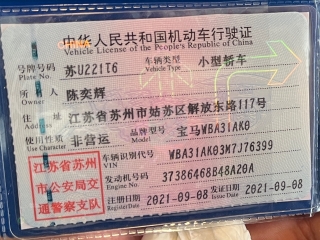 中华人民共和国机动车行驶证
Vehicle License of the People's Republic of China
号牌号码 苏U221T6 车辆类型 小型轿车
Plate No. Vehicle Type
所有人 陈奕辉
Owner
住址 江苏省苏州市姑苏区解放东路117号
Address
使用性质 非营运 品牌型号 宝马WBA31AK0
Use Character Model
江苏省苏州
市公安局交
通警察支队
车辆识别代号 WBA31AK03M7J76399
VIN
发动机号码 37386468B48A20A
Engine No.
注册日期 2021-09-08 发证日期 2021-09-08
Register Date Issue Date